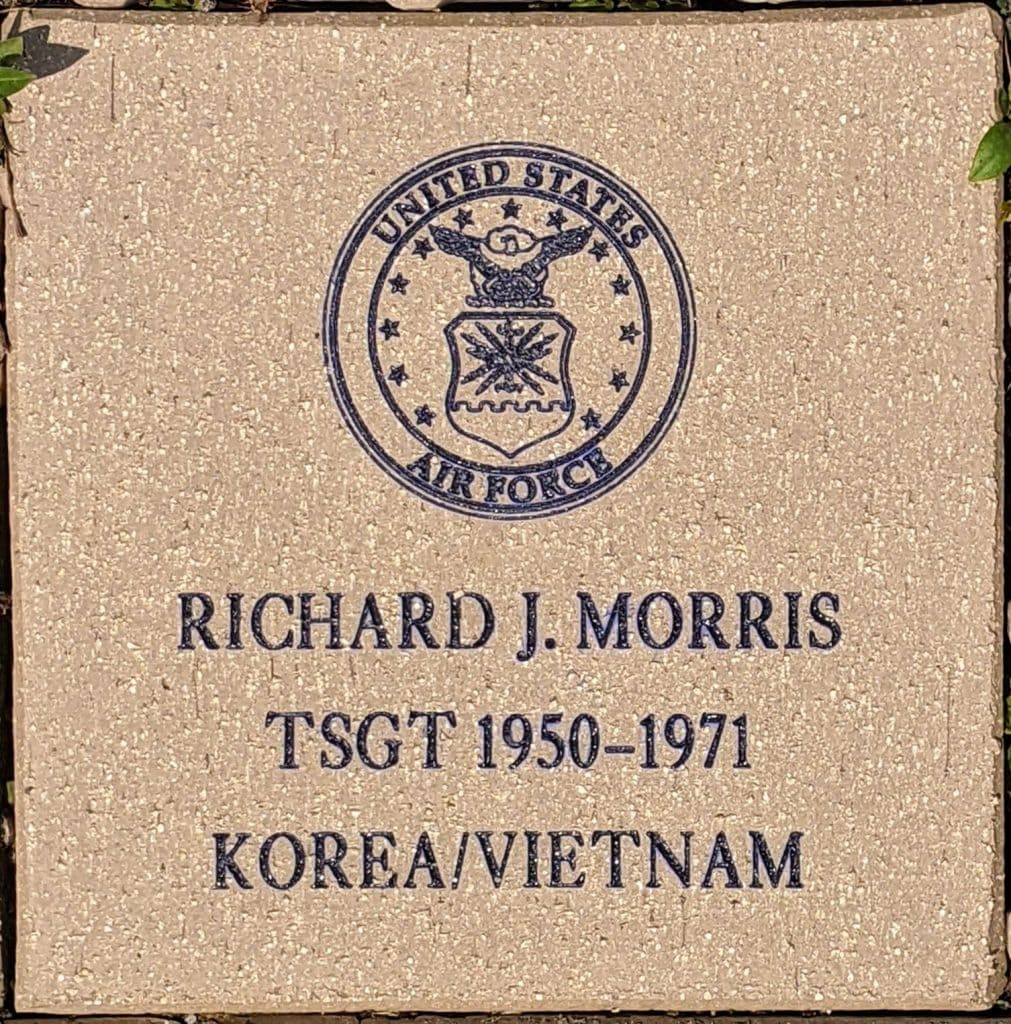 UNITED STATES
AIR FORCE
RICHARD J. MORRIS
TSGT 1950–1971
KOREA/VIETNAM